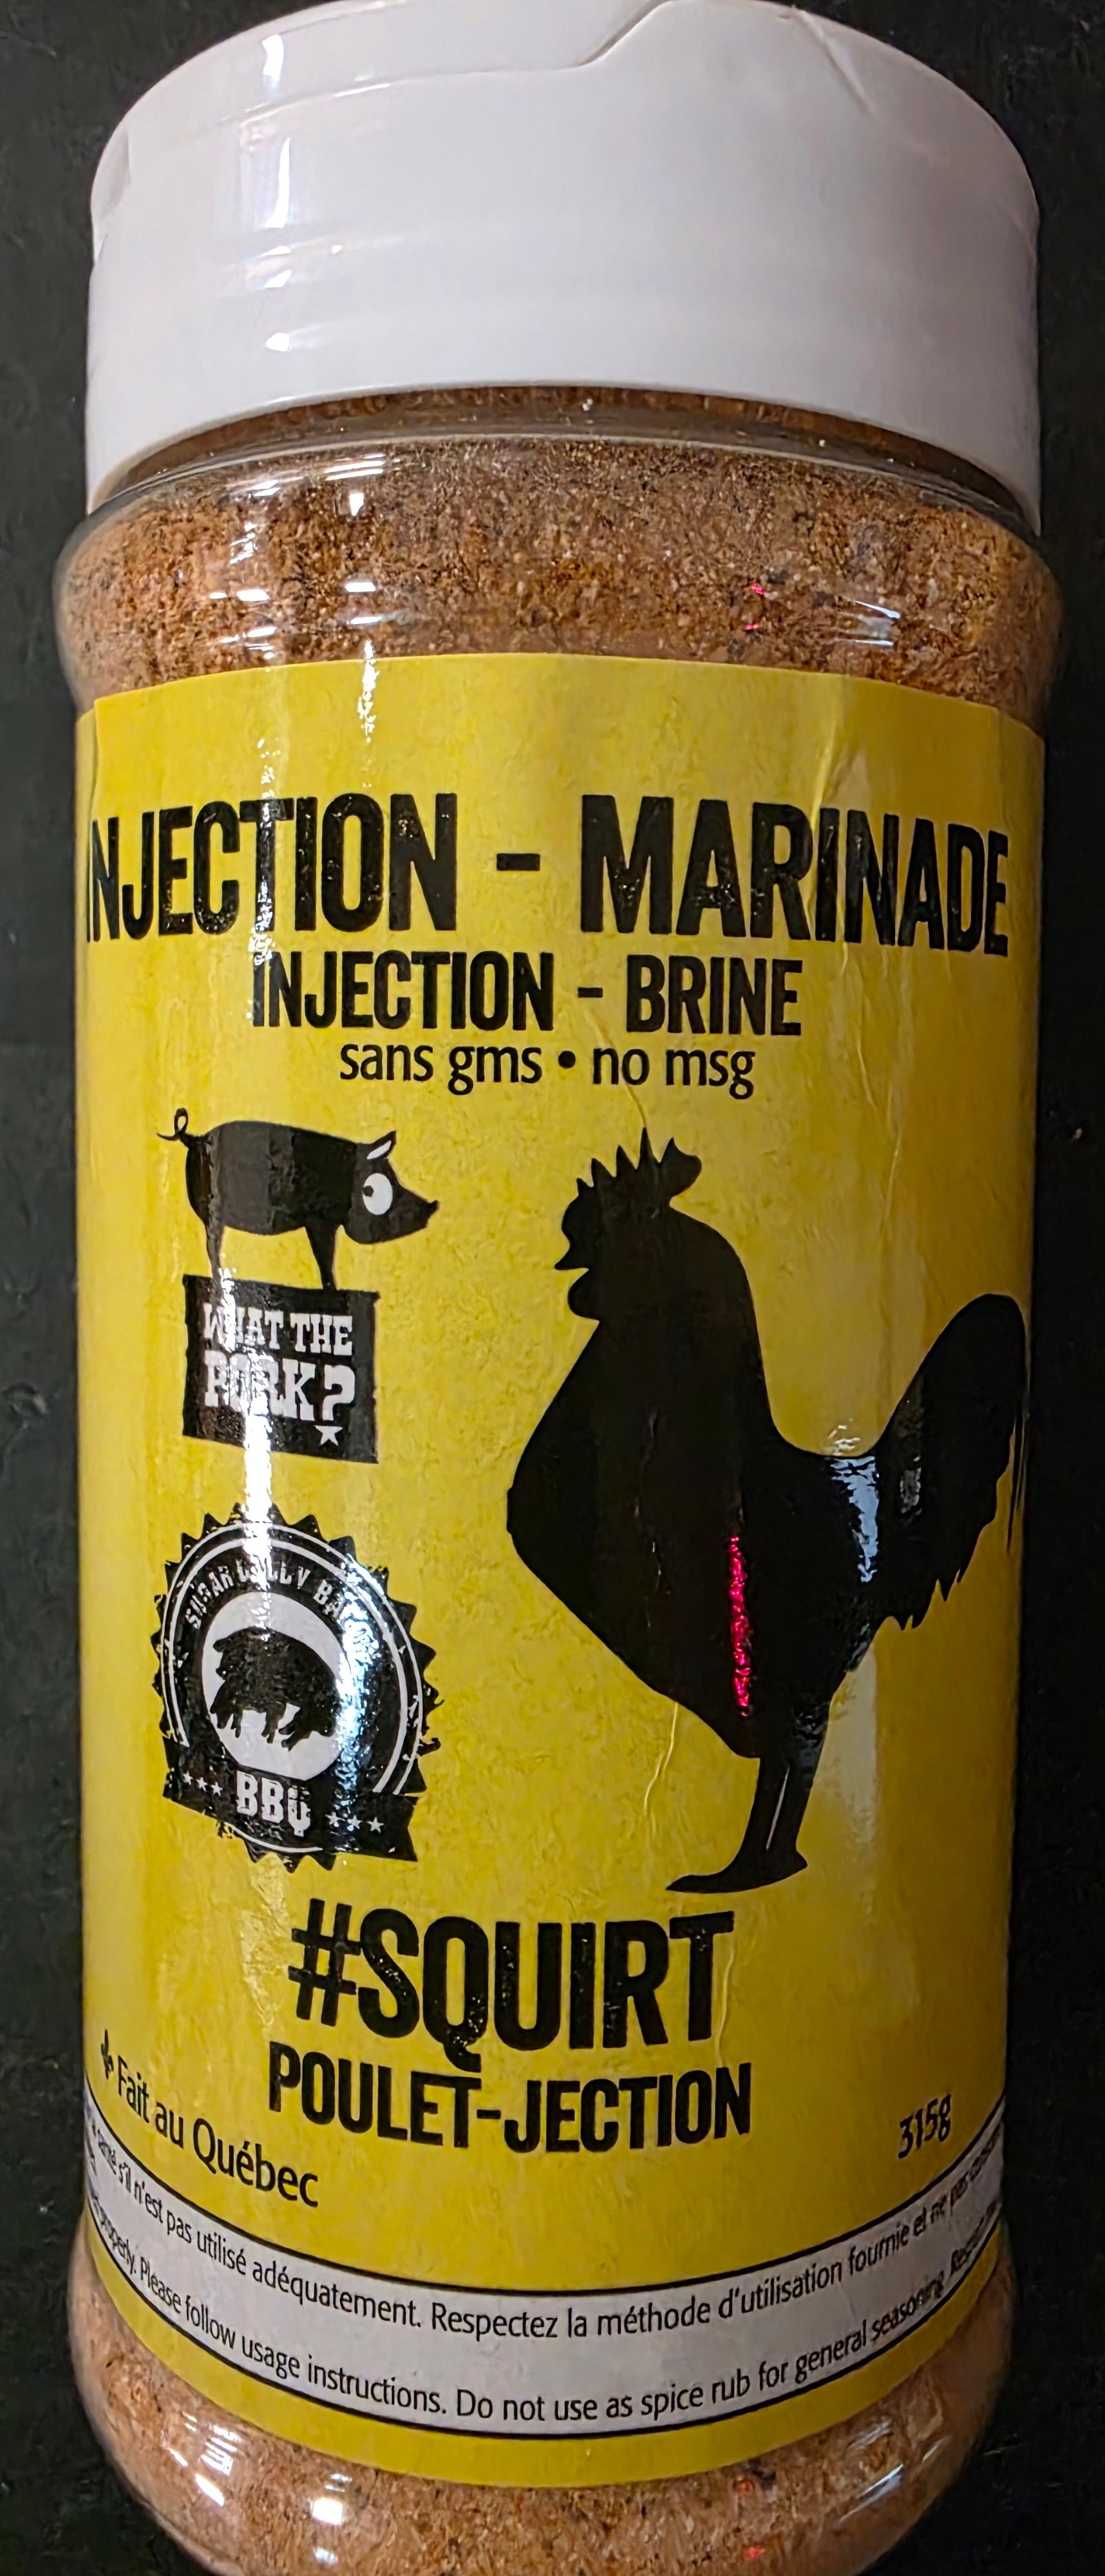 INJECTION - MARINADE
INJECTION - BRINE
sans gms • no msg
WHAT THE
PORK?
BBQ
#SQUIRT
POULET-JECTION
Fait au Québec
315g
santé s'il n'est pas utilisé adéquatement. Respectez la méthode d'utilisation fournie et ne pas
properly. Please follow usage instructions. Do not use as spice rub for general seasoning.